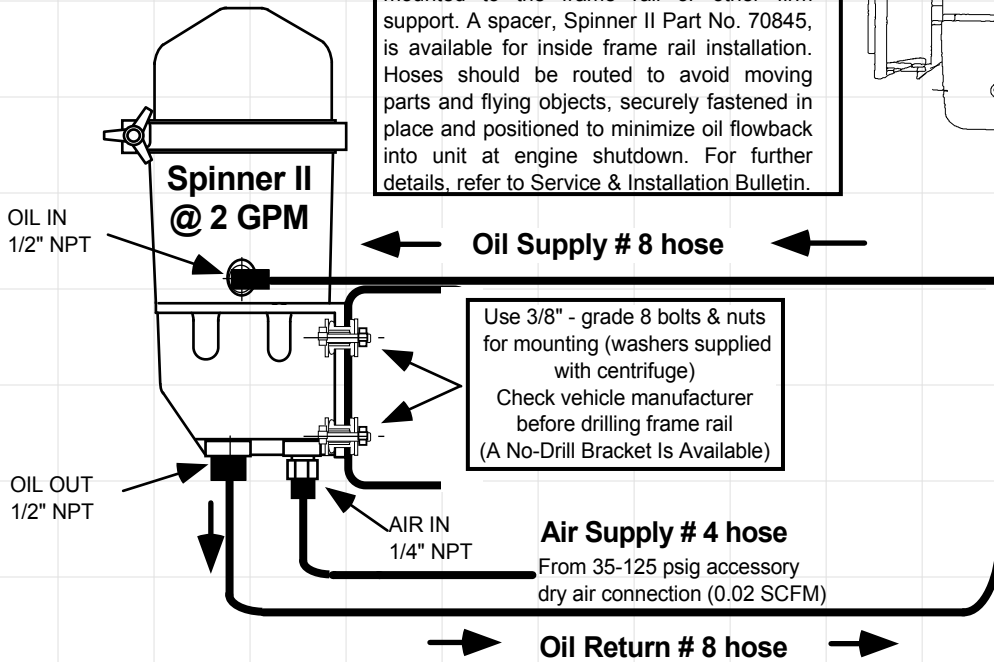 support. A spacer, Spinner II Part No. 70845,
is available for inside frame rail installation.
Hoses should be routed to avoid moving
parts and flying objects, securely fastened in
place and positioned to minimize oil flowback
into unit at engine shutdown. For further
details, refer to Service & Installation Bulletin.
Spinner II
@ 2 GPM
OIL IN
1/2" NPT
Oil Supply # 8 hose
Use 3/8" - grade 8 bolts & nuts
for mounting (washers supplied
with centrifuge)
Check vehicle manufacturer
before drilling frame rail
(A No-Drill Bracket Is Available)
OIL OUT
1/2" NPT
AIR IN
1/4" NPT
Air Supply # 4 hose
From 35-125 psig accessory
dry air connection (0.02 SCFM)
Oil Return # 8 hose